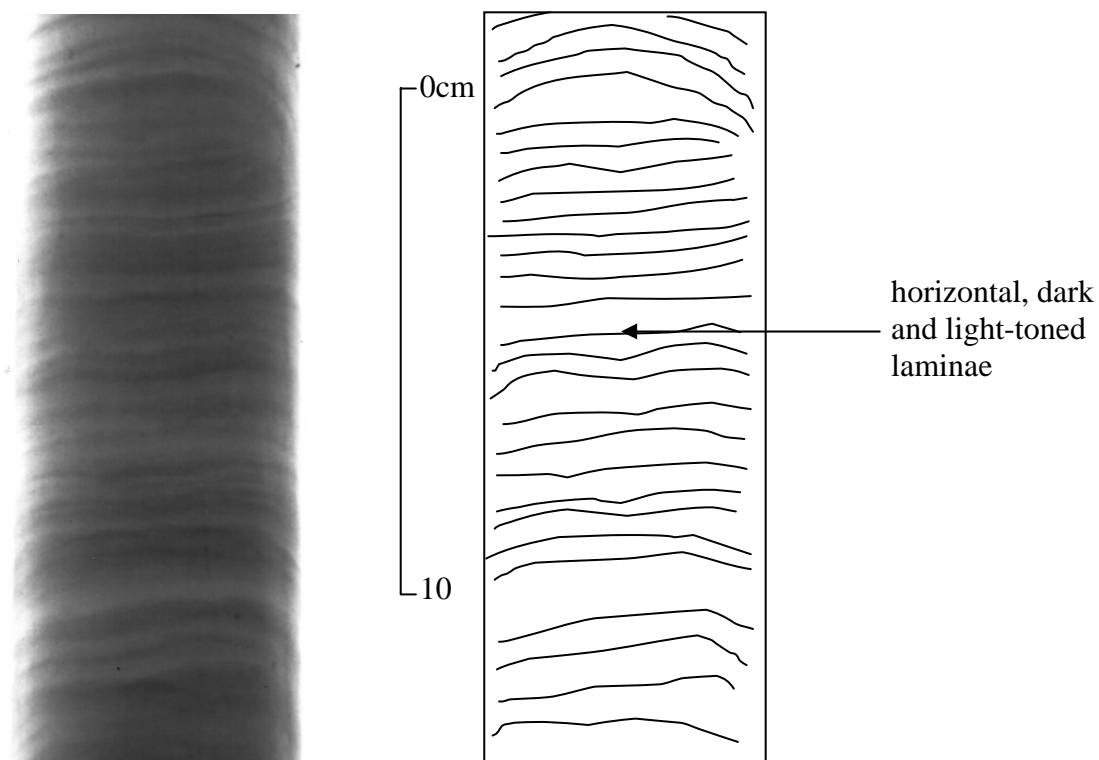 0cm
horizontal, dark
and light-toned
laminae
10